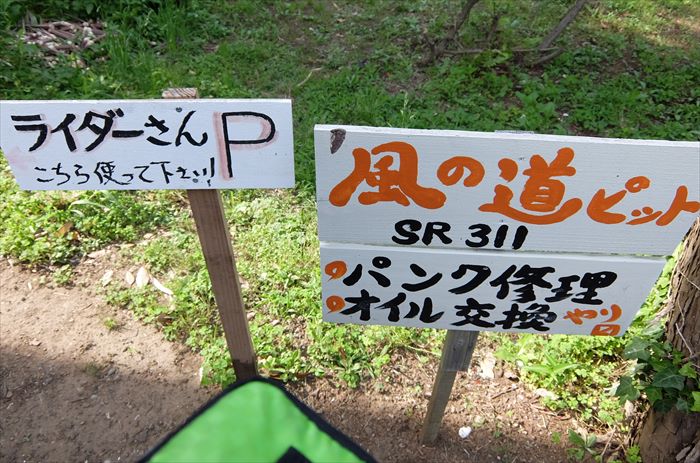 ライダーさんP
こちら使って下さい!
風の道ピット
SR 311
パンク修理
オイル交換 やり